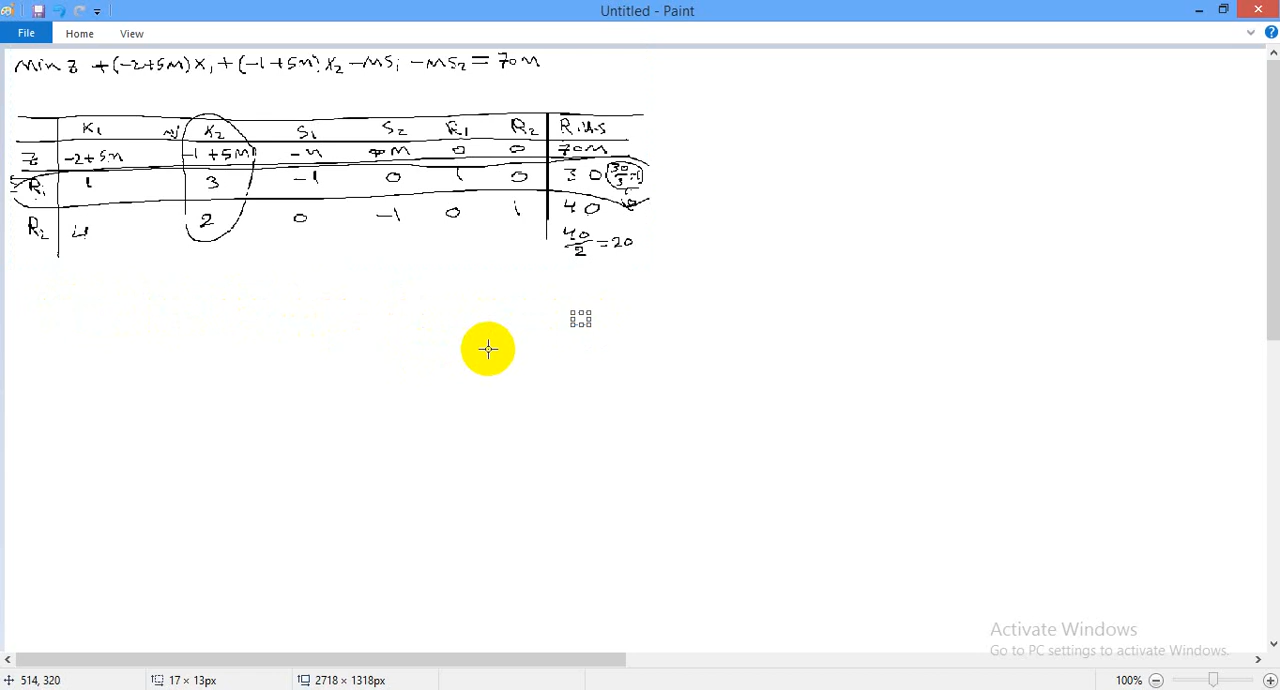 Untitled - Paint
File Home View
Min Z +(-2+5M)X1 +(-1+5M) X2 -MS1 -MS2 = 70M
X1 X2 S1 S2 R1 R2 R.H.S
Z -2+5M -1+5M -M M 0 0 70M
R1 1 3 -1 0 1 0 30 30/3
R2 4 2 0 -1 0 1 40
40/2 = 20
Activate Windows
Go to PC settings to activate Windows.
514, 320 17 × 13px 2718 × 1318px 100%